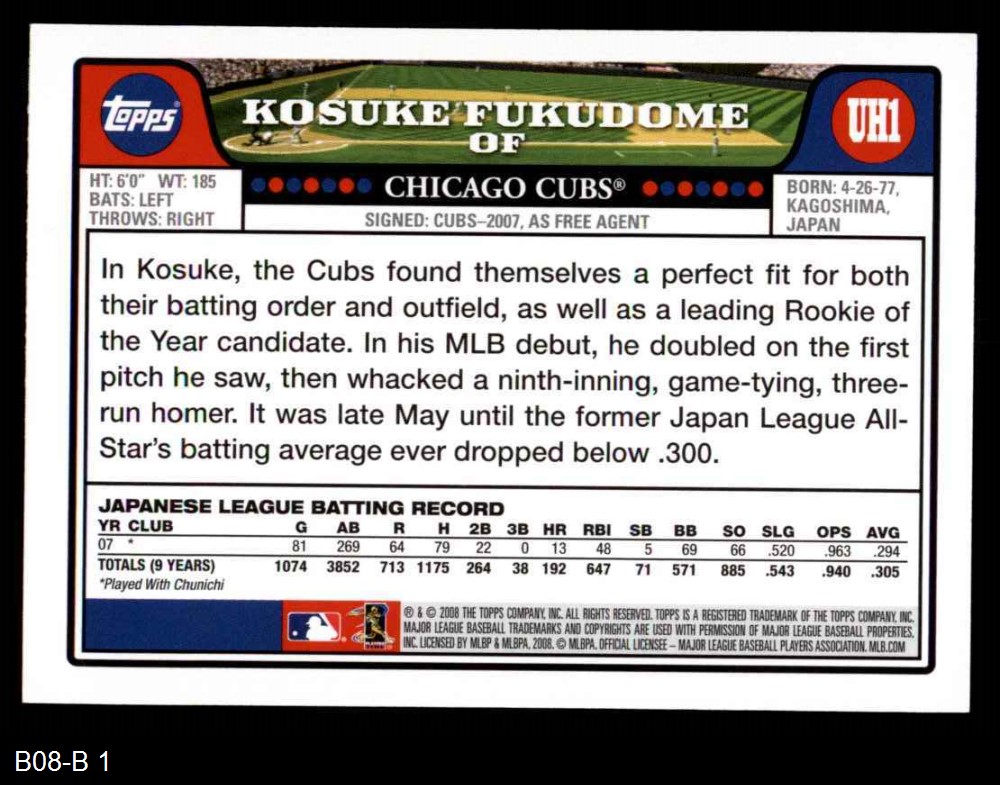 topps®
KOSUKE FUKUDOME
OF
UH1
HT: 6'0" WT: 185
BATS: LEFT
THROWS: RIGHT
CHICAGO CUBS®
SIGNED: CUBS–2007, AS FREE AGENT
BORN: 4-26-77,
KAGOSHIMA,
JAPAN
In Kosuke, the Cubs found themselves a perfect fit for both
their batting order and outfield, as well as a leading Rookie of
the Year candidate. In his MLB debut, he doubled on the first
pitch he saw, then whacked a ninth-inning, game-tying, three-
run homer. It was late May until the former Japan League All-
Star's batting average ever dropped below .300.
JAPANESE LEAGUE BATTING RECORD
YR CLUB G AB R H 2B 3B HR RBI SB BB SO SLG OPS AVG
07 * 81 269 64 79 22 0 13 48 5 69 66 .520 .963 .294
TOTALS (9 YEARS) 1074 3852 713 1175 264 38 192 647 71 571 885 .543 .940 .305
*Played With Chunichi
® & © 2008 THE TOPPS COMPANY, INC. ALL RIGHTS RESERVED. TOPPS IS A REGISTERED TRADEMARK OF THE TOPPS COMPANY, INC.
MAJOR LEAGUE BASEBALL TRADEMARKS AND COPYRIGHTS ARE USED WITH PERMISSION OF MAJOR LEAGUE BASEBALL PROPERTIES,
INC. LICENSED BY MLBP & MLBPA, 2008. © MLBPA. OFFICIAL LICENSEE – MAJOR LEAGUE BASEBALL PLAYERS ASSOCIATION. MLB.COM
B08-B 1